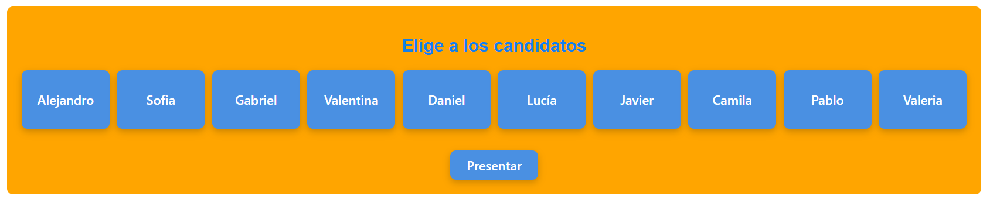 Elige a los candidatos
Alejandro Sofia Gabriel Valentina Daniel Lucía Javier Camila Pablo Valeria
Presentar